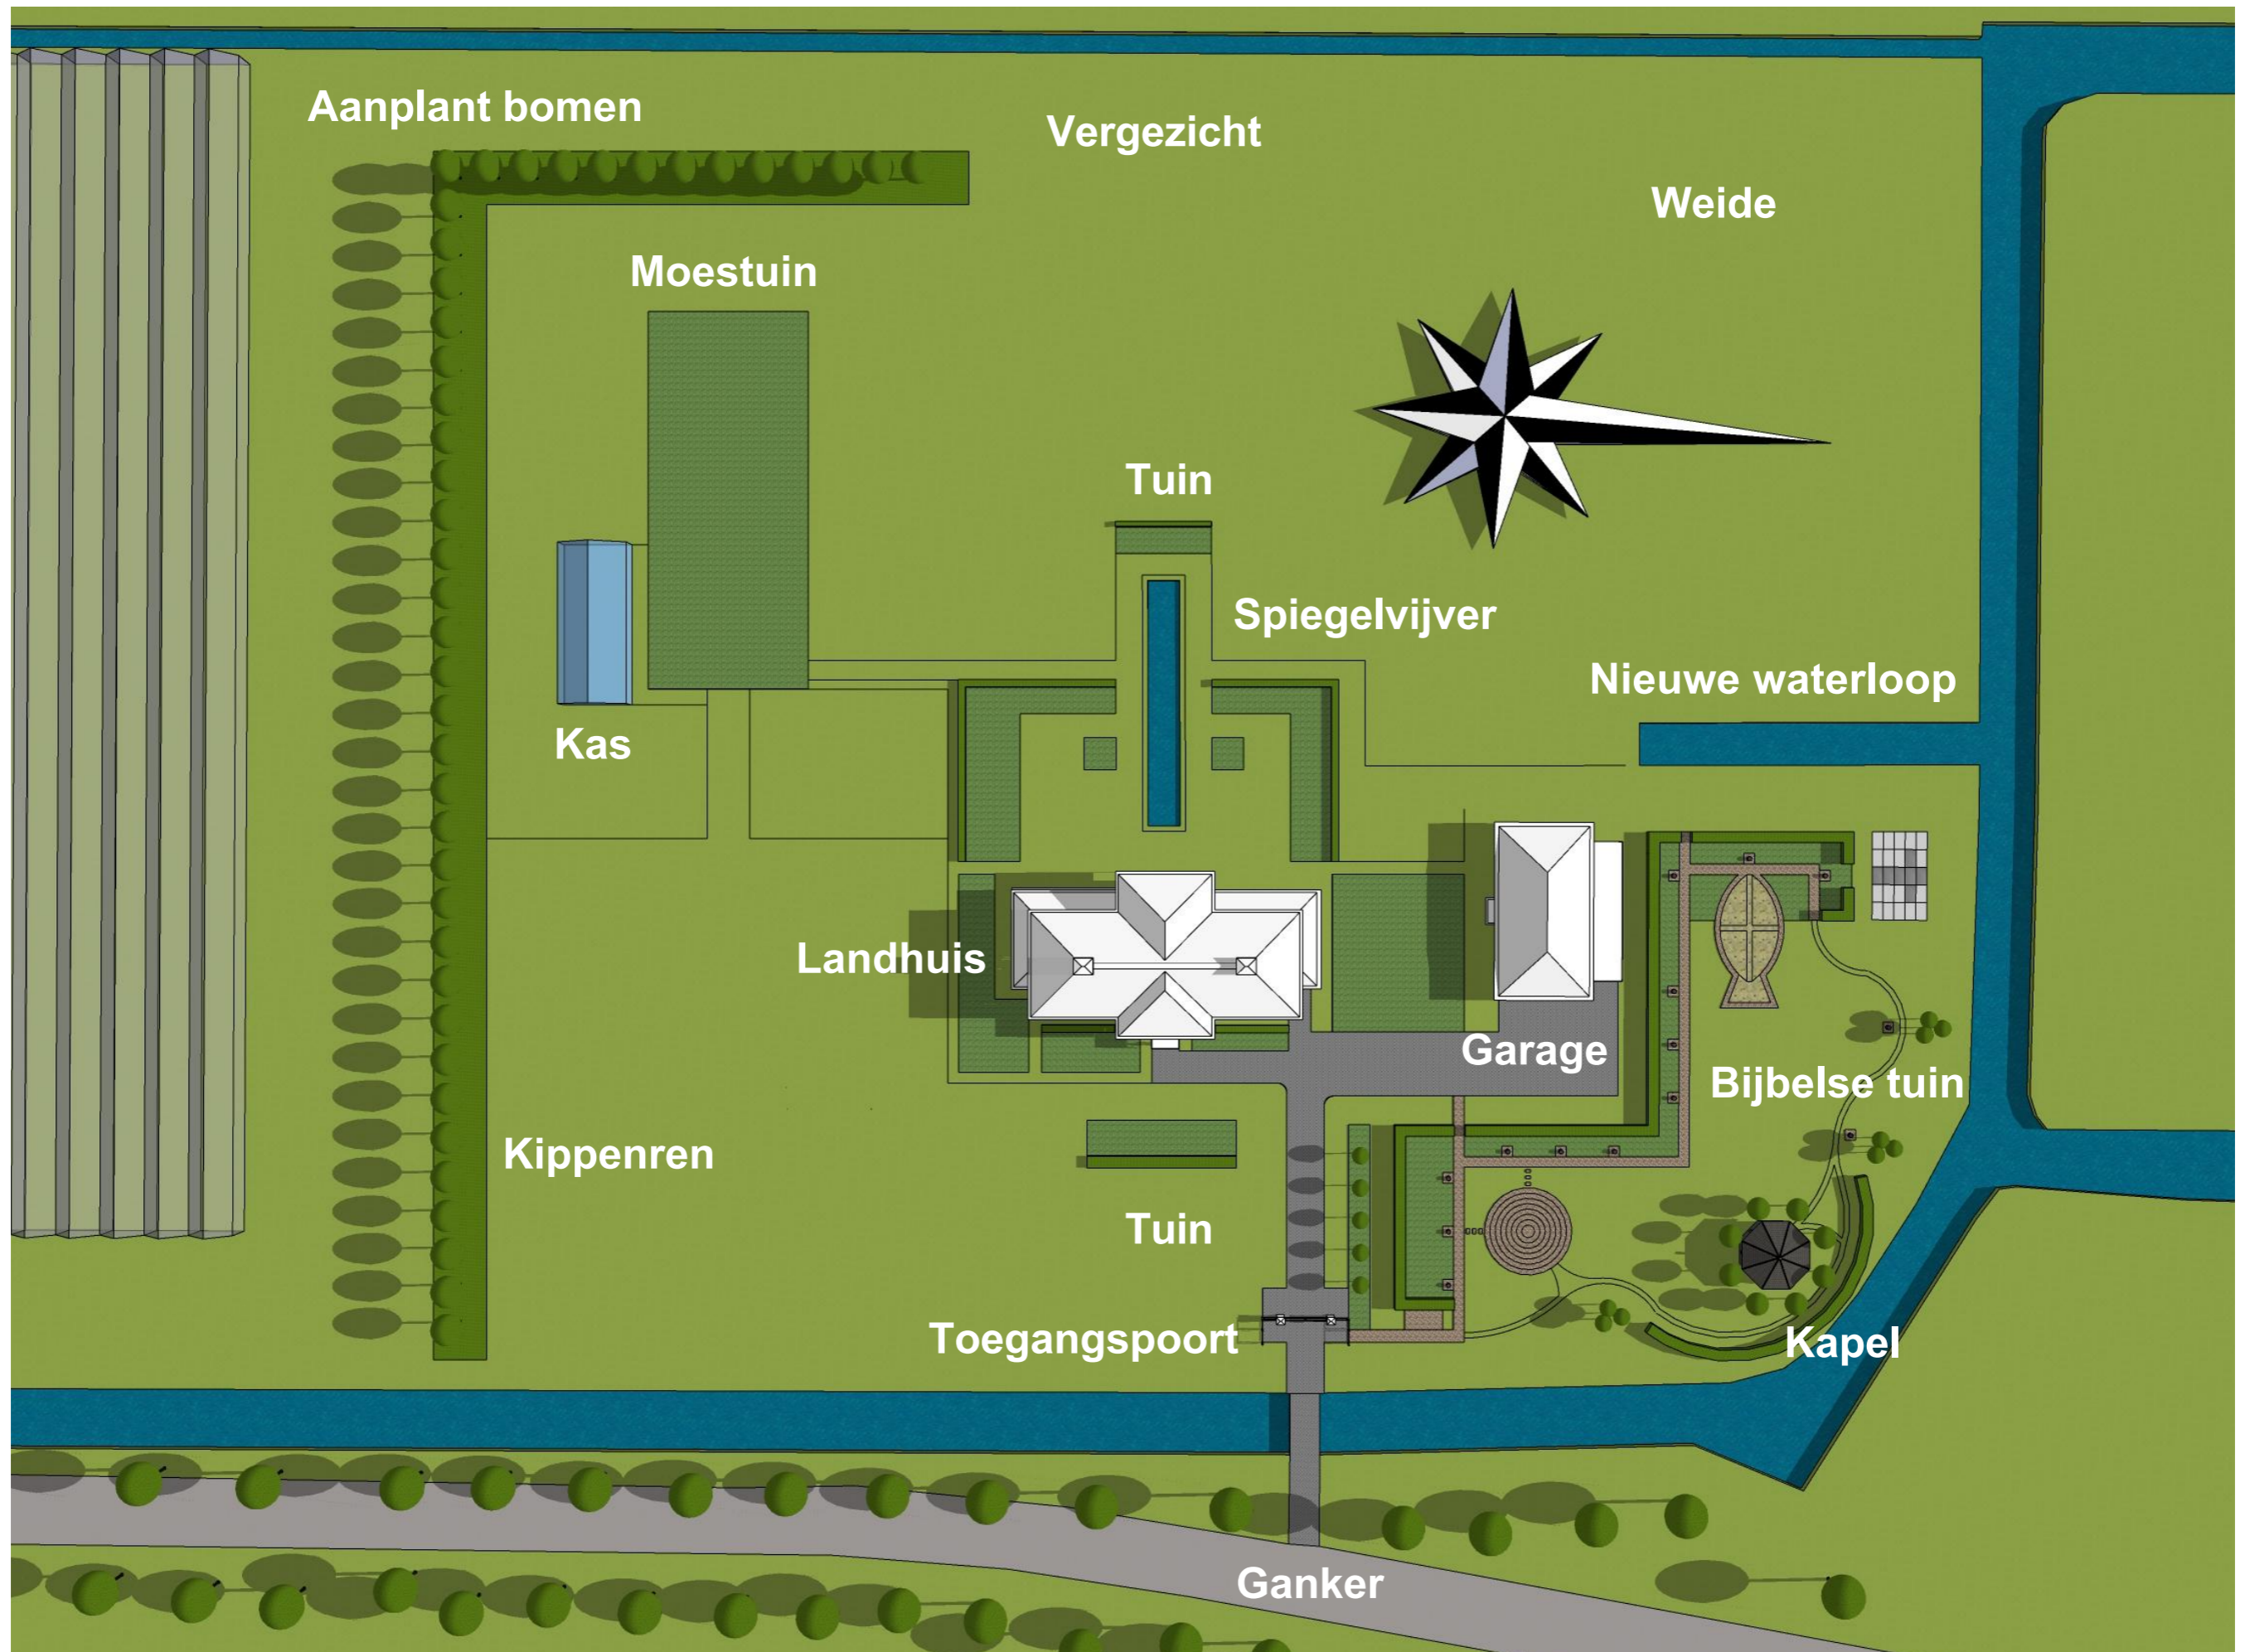 Aanplant bomen
Vergezicht
Weide
Moestuin
Tuin
Spiegelvijver
Nieuwe waterloop
Kas
Landhuis
Garage
Bijbelse tuin
Kippenren
Tuin
Toegangspoort
Kapel
Ganker